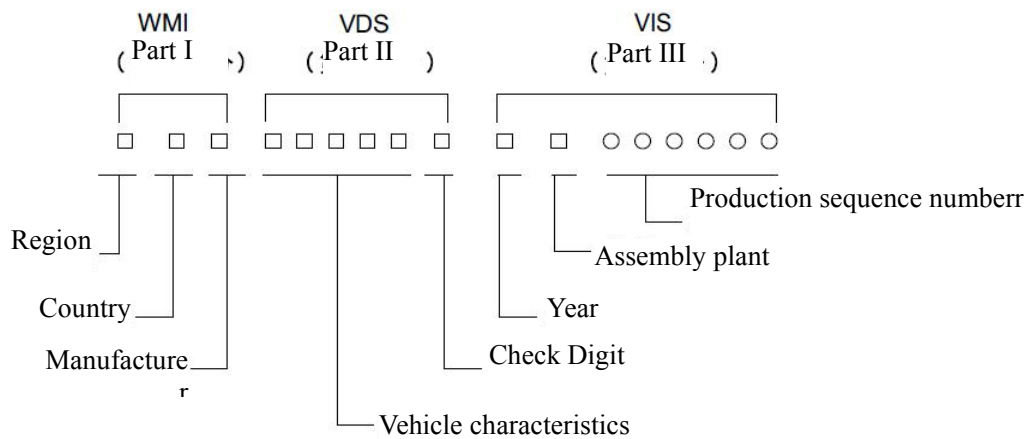 WMI VDS VIS
( Part I ) ( Part II ) ( Part III )
Production sequence numberr
Region
Assembly plant
Country
Year
Manufacture
r
Check Digit
Vehicle characteristics